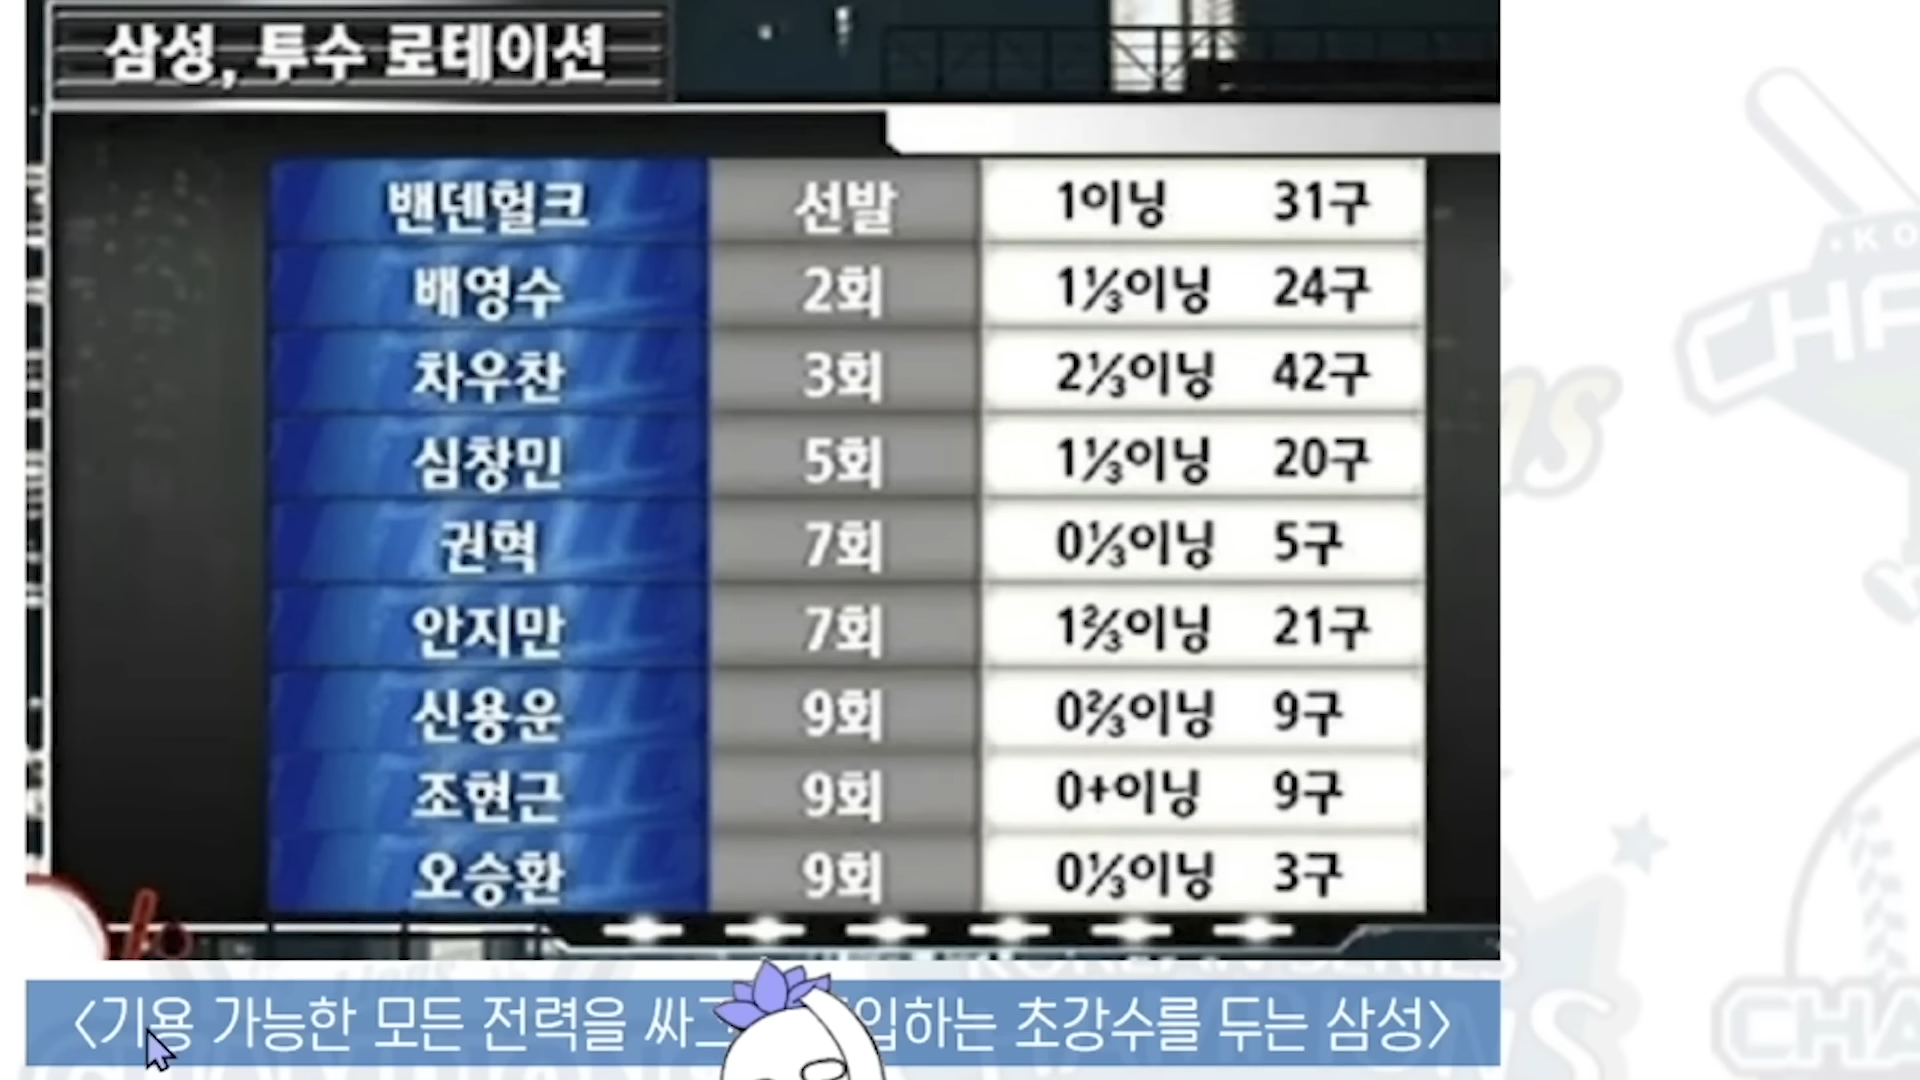 삼성, 투수 로테이션
밴덴헐크 선발 1이닝 31구
배영수 2회 1⅓이닝 24구
차우찬 3회 2⅓이닝 42구
심창민 5회 1⅓이닝 20구
권혁 7회 0⅓이닝 5구
안지만 7회 1⅔이닝 21구
신용운 9회 0⅔이닝 9구
조현근 9회 0+이닝 9구
오승환 9회 0⅓이닝 3구
<기용 가능한 모든 전력을 초강수를 두는 삼성>